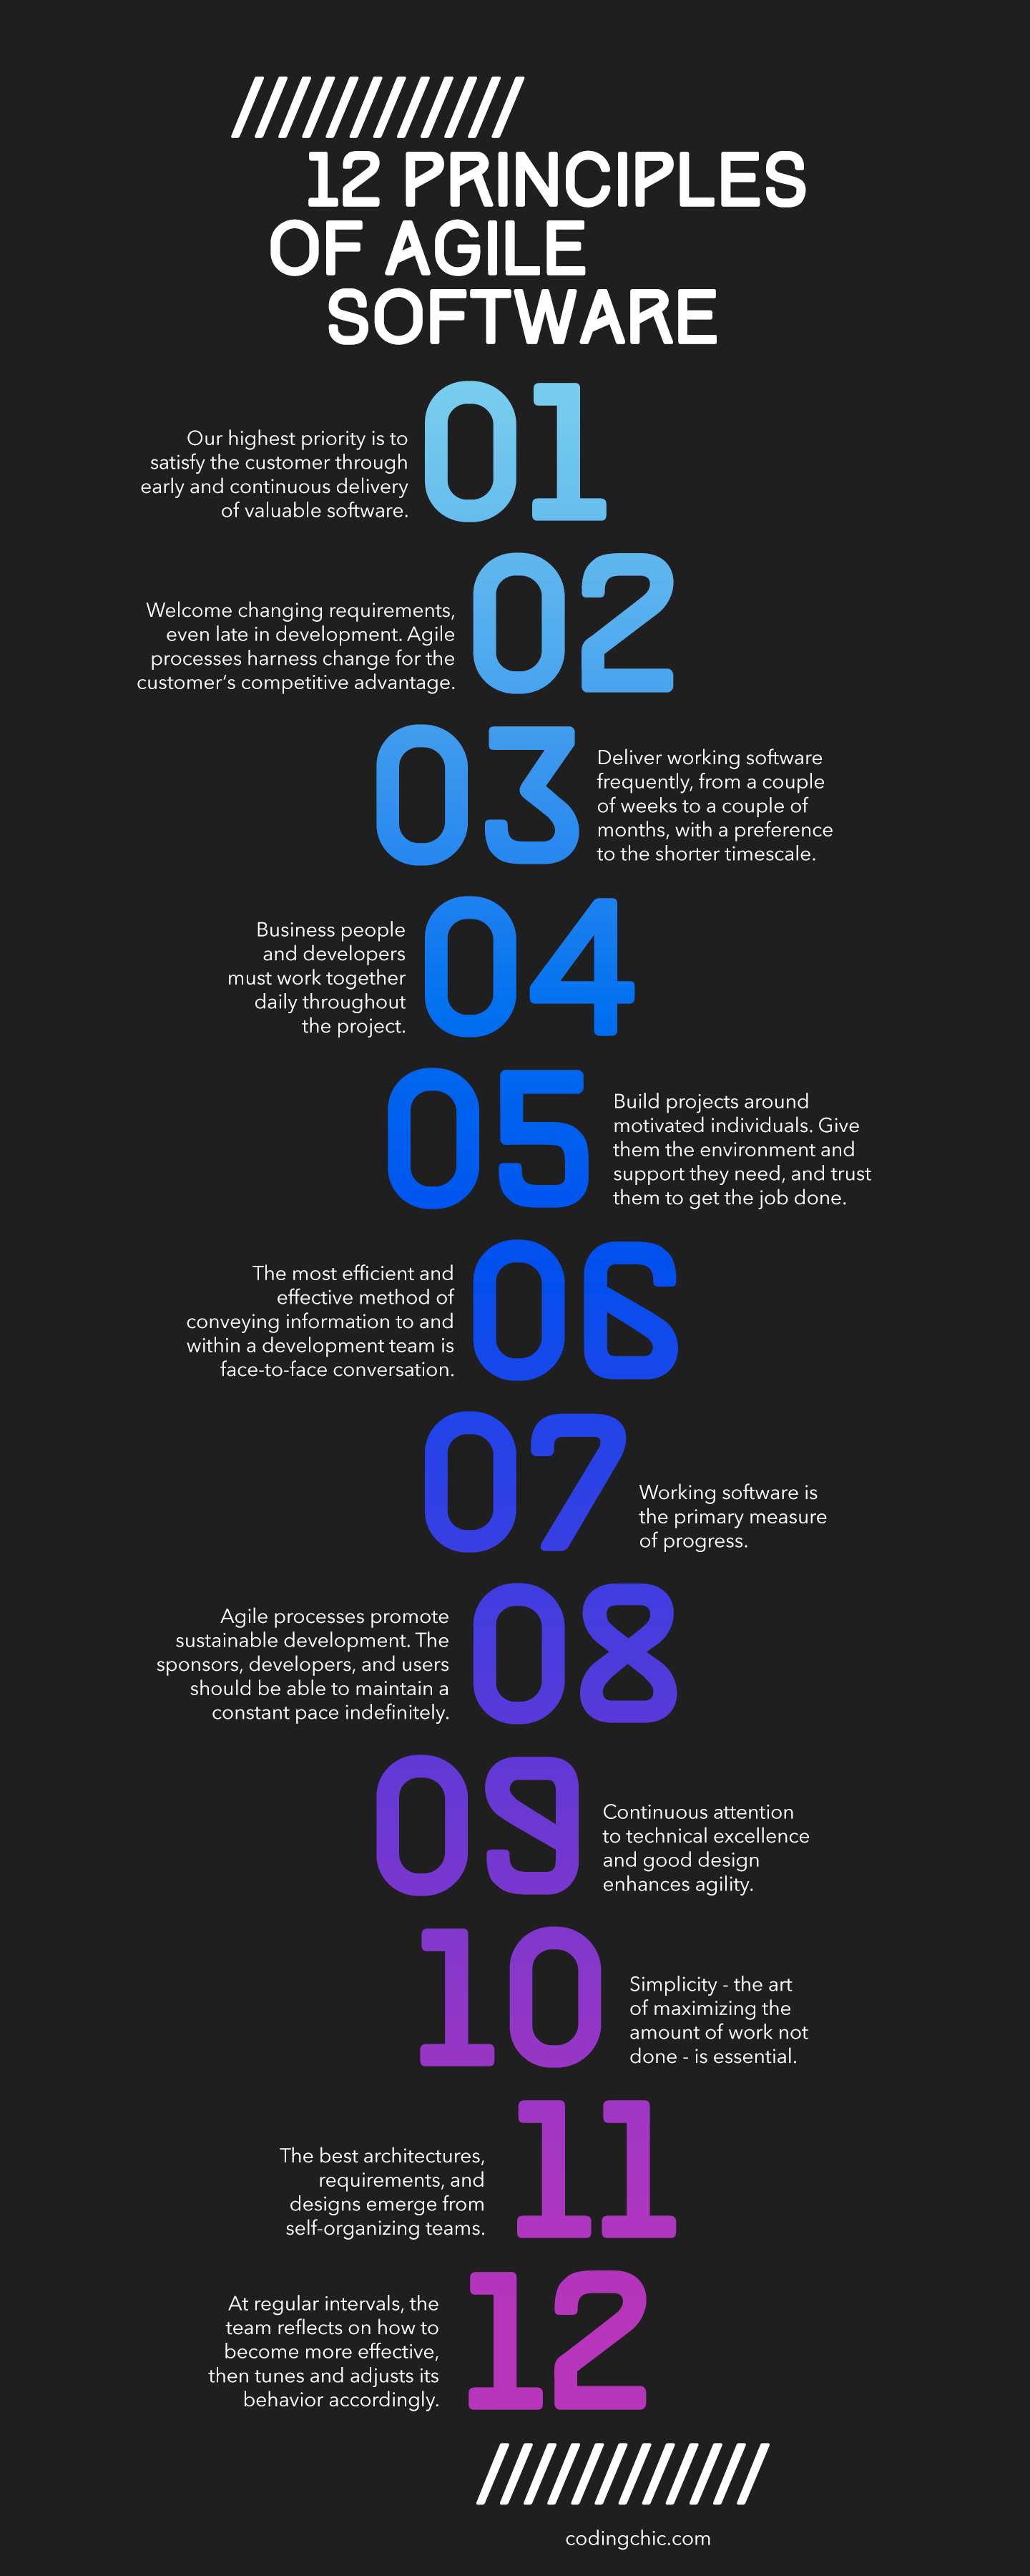 12 PRINCIPLES
OF AGILE
SOFTWARE
01
Our highest priority is to
satisfy the customer through
early and continuous delivery
of valuable software.
02
Welcome changing requirements,
even late in development. Agile
processes harness change for the
customer’s competitive advantage.
03
Deliver working software
frequently, from a couple
of weeks to a couple of
months, with a preference
to the shorter timescale.
04
Business people
and developers
must work together
daily throughout
the project.
05
Build projects around
motivated individuals. Give
them the environment and
support they need, and trust
them to get the job done.
06
The most efficient and
effective method of
conveying information to and
within a development team is
face-to-face conversation.
07
Working software is
the primary measure
of progress.
08
Agile processes promote
sustainable development. The
sponsors, developers, and users
should be able to maintain a
constant pace indefinitely.
09
Continuous attention
to technical excellence
and good design
enhances agility.
10
Simplicity - the art
of maximizing the
amount of work not
done - is essential.
11
The best architectures,
requirements, and
designs emerge from
self-organizing teams.
12
At regular intervals, the
team reflects on how to
become more effective,
then tunes and adjusts its
behavior accordingly.
codingchic.com